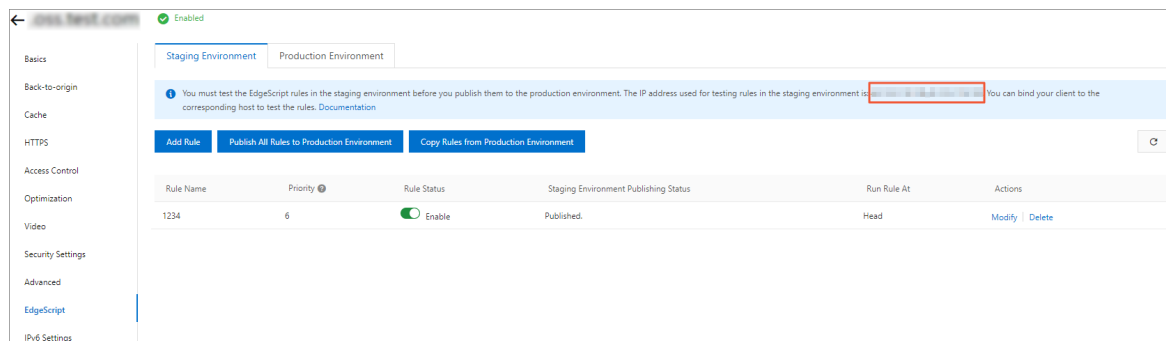 .oss.test.com Enabled
Basics
Back-to-origin
Cache
HTTPS
Access Control
Optimization
Video
Security Settings
Advanced
EdgeScript
IPv6 Settings
Staging Environment Production Environment
You must test the EdgeScript rules in the staging environment before you publish them to the production environment. The IP address used for testing rules in the staging environment is You can bind your client to the
corresponding host to test the rules. Documentation
Add Rule Publish All Rules to Production Environment Copy Rules from Production Environment
Rule Name Priority Rule Status Staging Environment Publishing Status Run Rule At Actions
1234 6 Enable Published. Head Modify | Delete